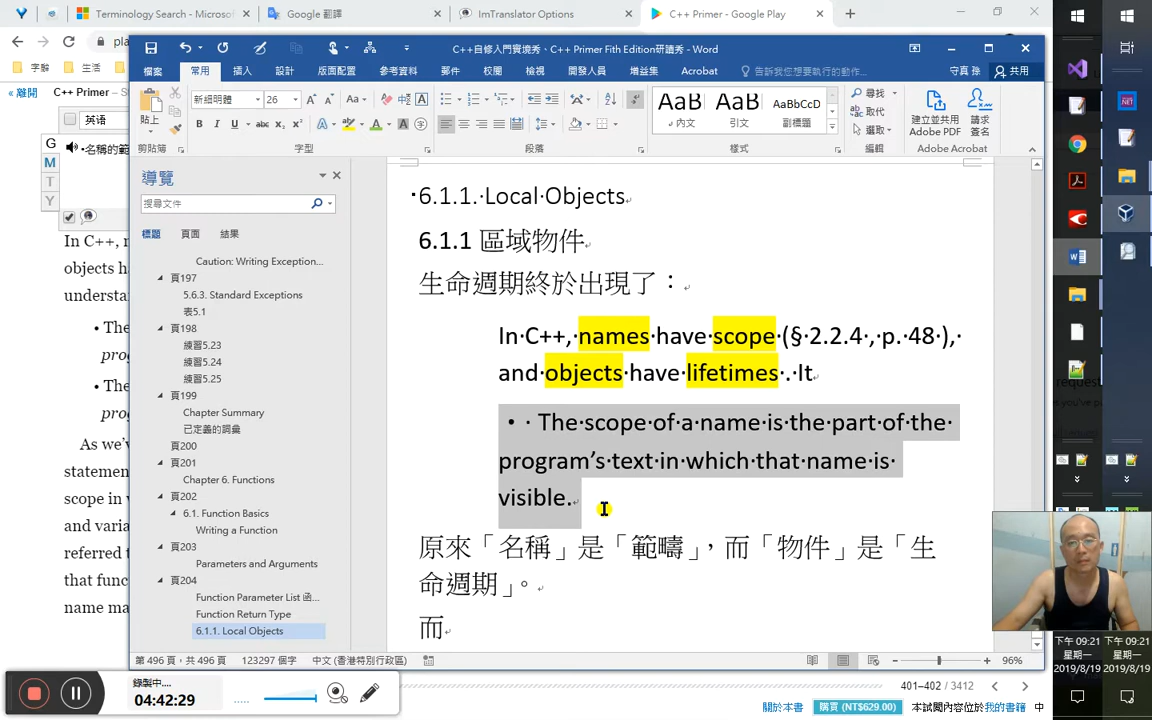 Terminology Search - Microsof
Google 翻譯
ImTranslator Options
C++ Primer - Google Play
pla
字辭
生活
C++自修入門實境秀、C++ Primer Fith Edition研讀秀 - Word
檔案
常用
插入
設計
版面配置
參考資料
郵件
校閱
檢視
開發人員
增益集
Acrobat
告訴我您想要執行的動作...
守真 孫
共用
«離開
C++ Primer
英语
G
M
T
Y
•名稱的範
貼上
剪貼簿
新細明體
26
字型
段落
AaBb
內文
AaBb
引文
AaBbCcD
副標題
樣式
尋找
取代
選取
編輯
建立並共用
Adobe PDF
請求
簽名
Adobe Acrobat
導覽
搜尋文件
標題
頁面
結果
Caution: Writing Exception...
頁197
5.6.3. Standard Exceptions
表5.1
頁198
練習5.23
練習5.24
練習5.25
頁199
Chapter Summary
已定義的詞彙
頁200
頁201
Chapter 6. Functions
頁202
6.1. Function Basics
Writing a Function
頁203
Parameters and Arguments
頁204
Function Parameter List 函...
Function Return Type
6.1.1. Local Objects
In C++, n
objects ha
understan
• The
prog
• The
prog
As we've
statement
scope in w
and varia
referred t
that func
name ma
6.1.1. Local Objects
6.1.1 區域物件
生命週期終於出現了：
In C++, names have scope (§ 2.2.4 , p. 48 ),
and objects have lifetimes . It
• The scope of a name is the part of the
program's text in which that name is
visible.
原來「名稱」是「範疇」，而「物件」是「生
命週期」。
而
第 496 頁，共 496 頁
123297 個字
中文 (香港特別行政區)
96%
錄製中...
04:42:29
401–402 / 3412
關於本書
購買 (NT$629.00)
本試閱內容位於我的書籍
中
下午 09:21
星期一
2019/8/19
下午 09:21
星期一
2019/8/19